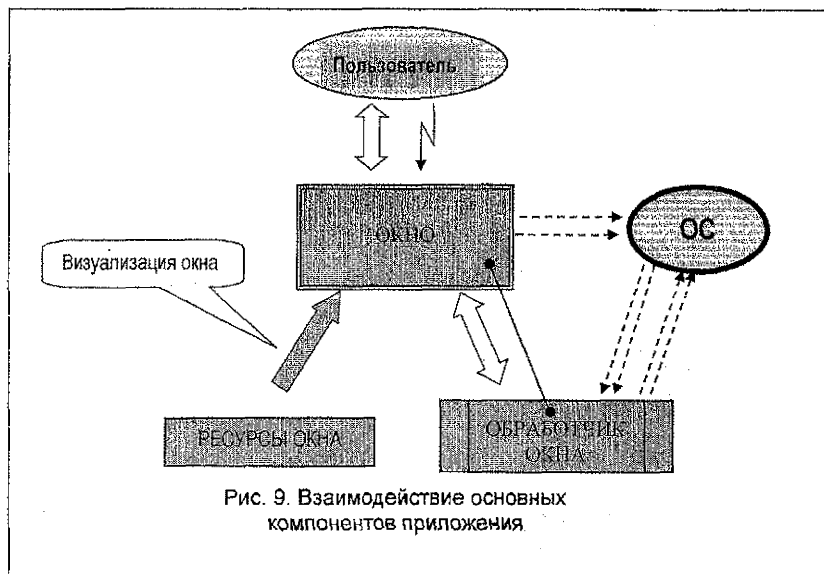 Пользователь
ОКНО
ОС
Визуализация окна
РЕСУРСЫ ОКНА
ОБРАБОТЧИК
ОКНА
Рис. 9. Взаимодействие основных
компонентов приложения